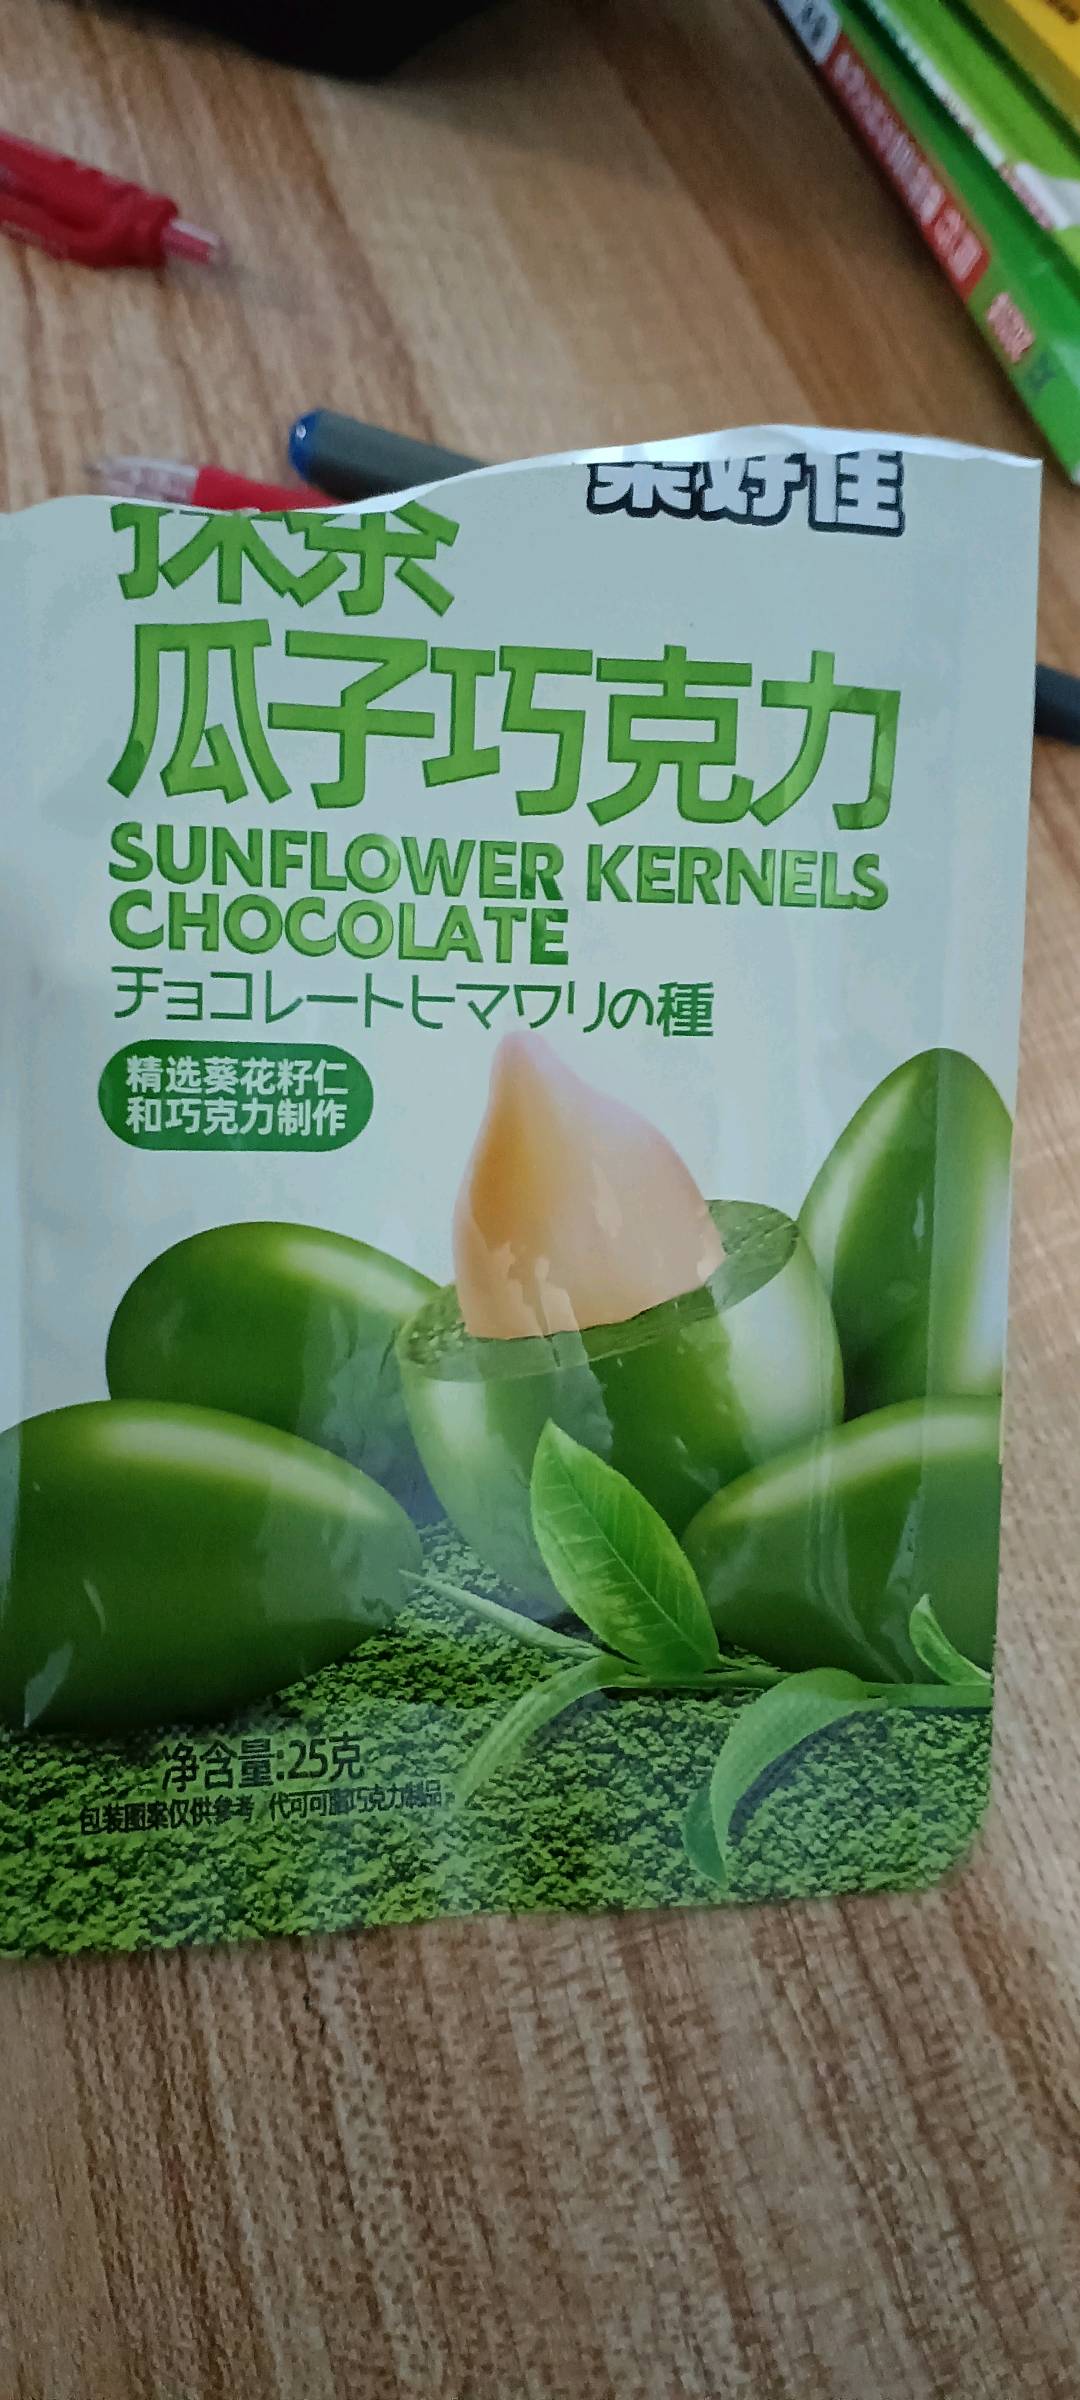 好佳
抹茶
瓜子巧克力
SUNFLOWER KERNELS
CHOCOLATE
チョコレートヒマワリの種
精选葵花籽仁
和巧克力制作
净含量:25克
包装图案仅供参考 代可可脂巧克力制品